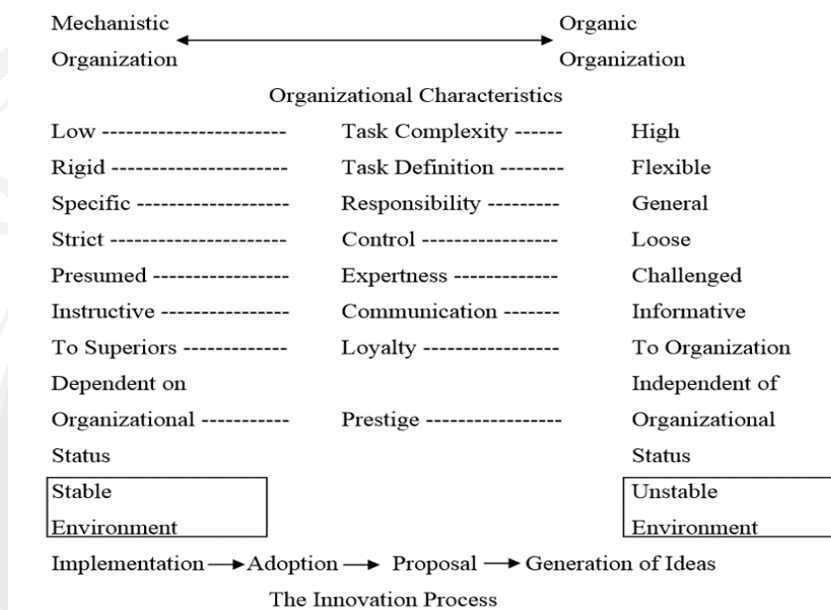 Mechanistic Organic
Organization Organization
Organizational Characteristics
Low ----------------------- Task Complexity ------ High
Rigid ---------------------- Task Definition -------- Flexible
Specific ------------------- Responsibility --------- General
Strict ---------------------- Control ----------------- Loose
Presumed ----------------- Expertness ------------- Challenged
Instructive ---------------- Communication ------- Informative
To Superiors ------------- Loyalty ----------------- To Organization
Dependent on Independent of
Organizational ----------- Prestige ----------------- Organizational
Status Status
Stable Unstable
Environment Environment
Implementation → Adoption → Proposal → Generation of Ideas
The Innovation Process